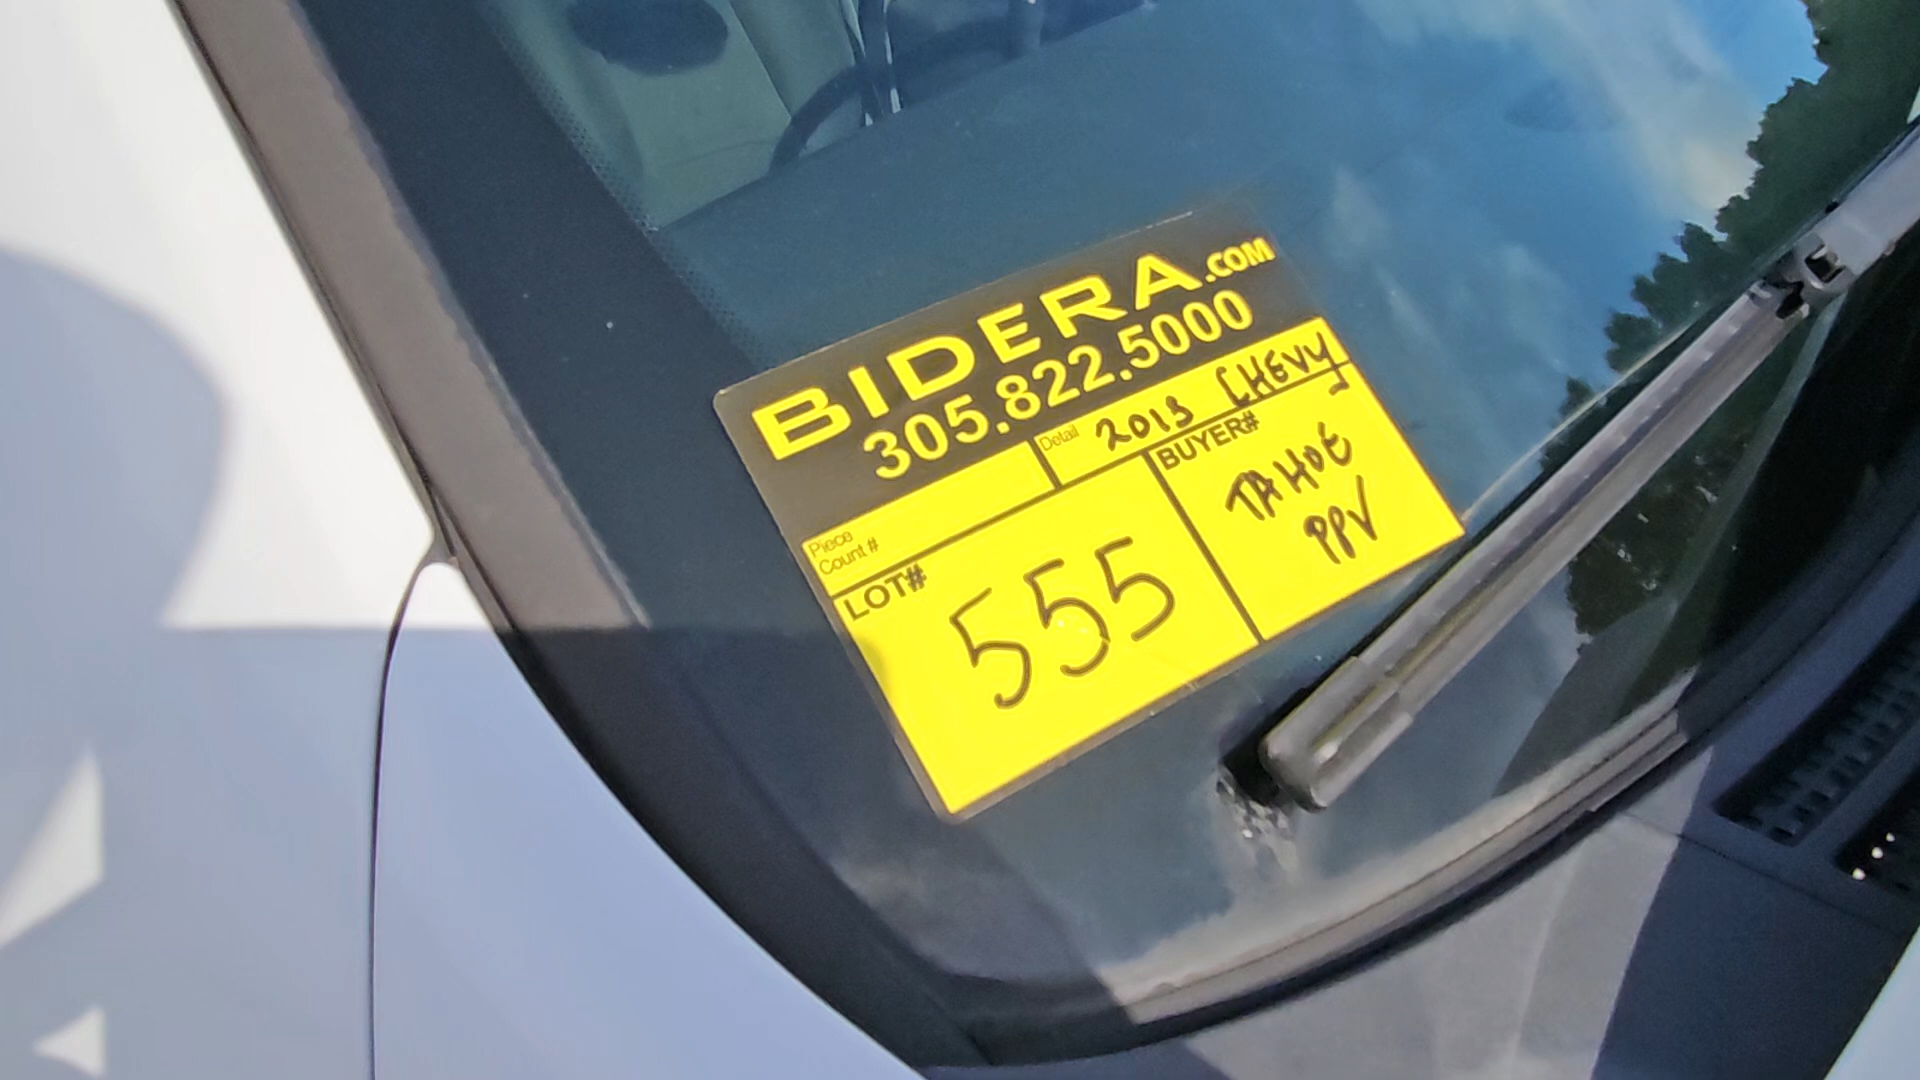 BIDERA.COM
305.822.5000
Piece Count #
Detail 2013 CHEVY
LOT# 555
BUYER# TAHOE
PPV